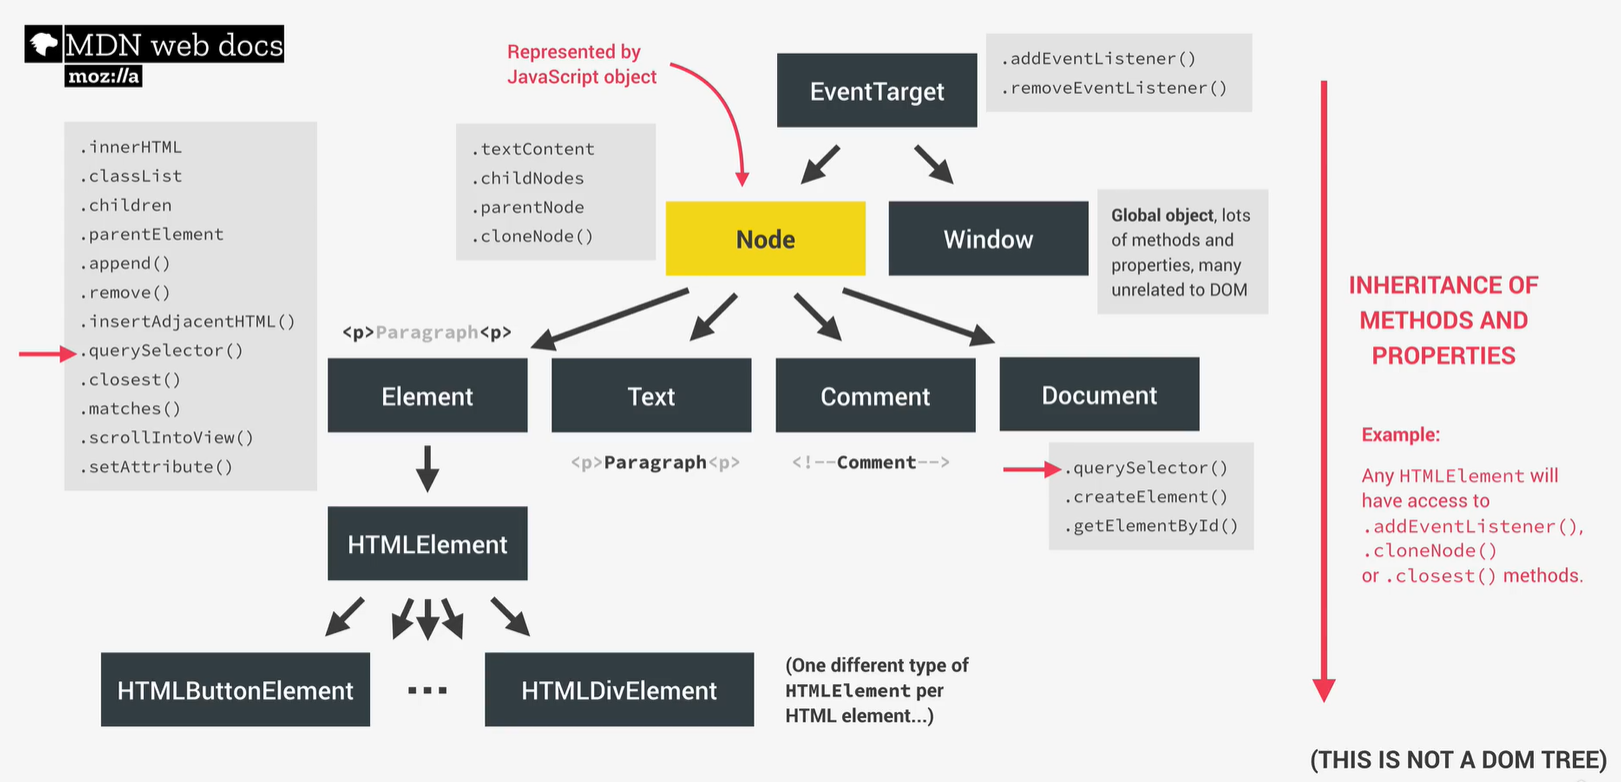 MDN web docs
moz://a
Represented by
JavaScript object
EventTarget
.addEventListener()
.removeEventListener()
.innerHTML
.classList
.children
.parentElement
.append()
.remove()
.insertAdjacentHTML()
.querySelector()
.closest()
.matches()
.scrollIntoView()
.setAttribute()
.textContent
.childNodes
.parentNode
.cloneNode()
Node
Window
Global object, lots
of methods and
properties, many
unrelated to DOM
<p>Paragraph<p>
Element
Text
Comment
Document
<p>Paragraph<p>
<!--Comment-->
.querySelector()
.createElement()
.getElementById()
HTMLElement
HTMLButtonElement
...
HTMLDivElement
(One different type of
HTMLElement per
HTML element...)
INHERITANCE OF
METHODS AND
PROPERTIES
Example:
Any HTMLElement will
have access to
.addEventListener(),
.cloneNode()
or .closest() methods.
(THIS IS NOT A DOM TREE)